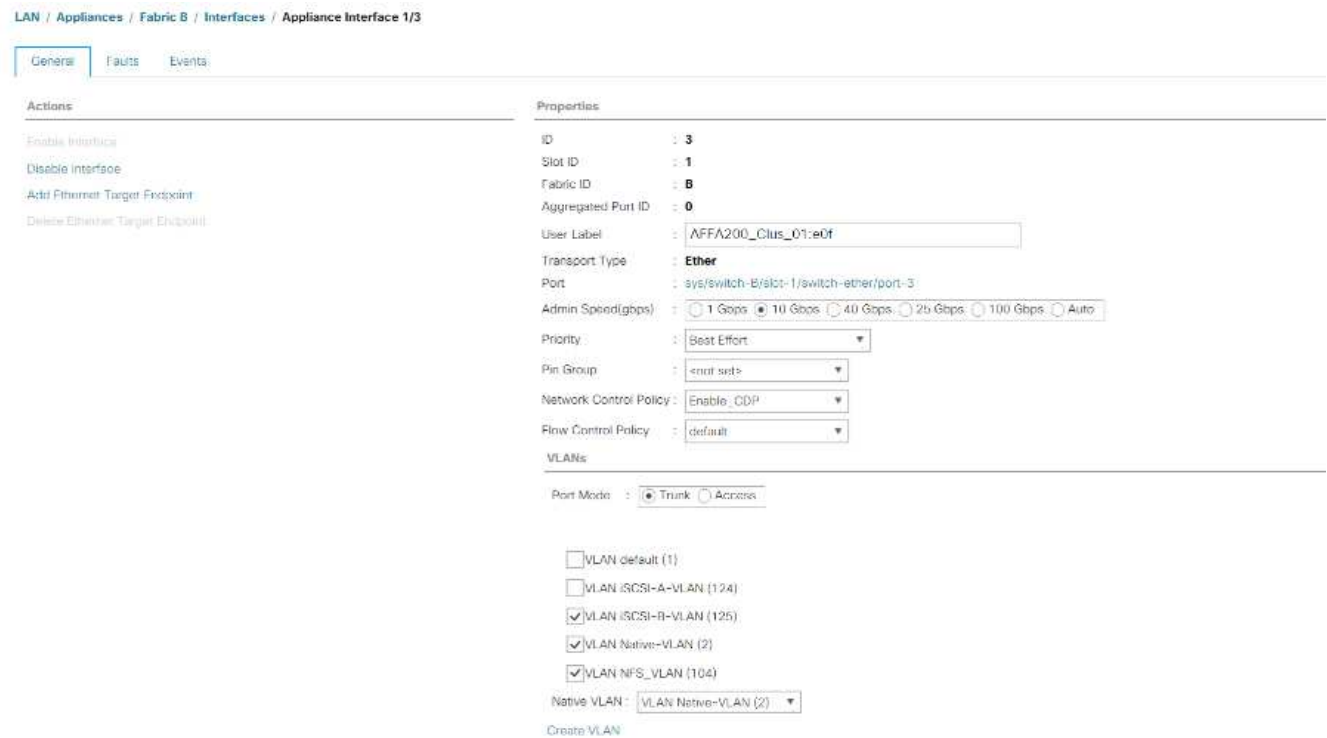 LAN / Appliances / Fabric B / Interfaces / Appliance Interface 1/3
General Faults Events
Actions
Enable Interface
Disable Interface
Add Ethernet Target Endpoint
Delete Ethernet Target Endpoint
Properties
ID : 3
Slot ID : 1
Fabric ID : B
Aggregated Port ID : 0
User Label : AFFA200_Clus_01:e0f
Transport Type : Ether
Port : sys/switch-B/slot-1/switch-ether/port-3
Admin Speed(gbps) : 1 Gbps 10 Gbps 40 Gbps 25 Gbps 100 Gbps Auto
Priority : Best Effort
Pin Group : <not set>
Network Control Policy : Enable_CDP
Flow Control Policy : default
VLANs
Port Mode : Trunk Access
VLAN default (1)
VLAN iSCSI-A-VLAN (124)
VLAN iSCSI-B-VLAN (125)
VLAN Native-VLAN (2)
VLAN NFS_VLAN (104)
Native VLAN : VLAN Native-VLAN (2)
Create VLAN